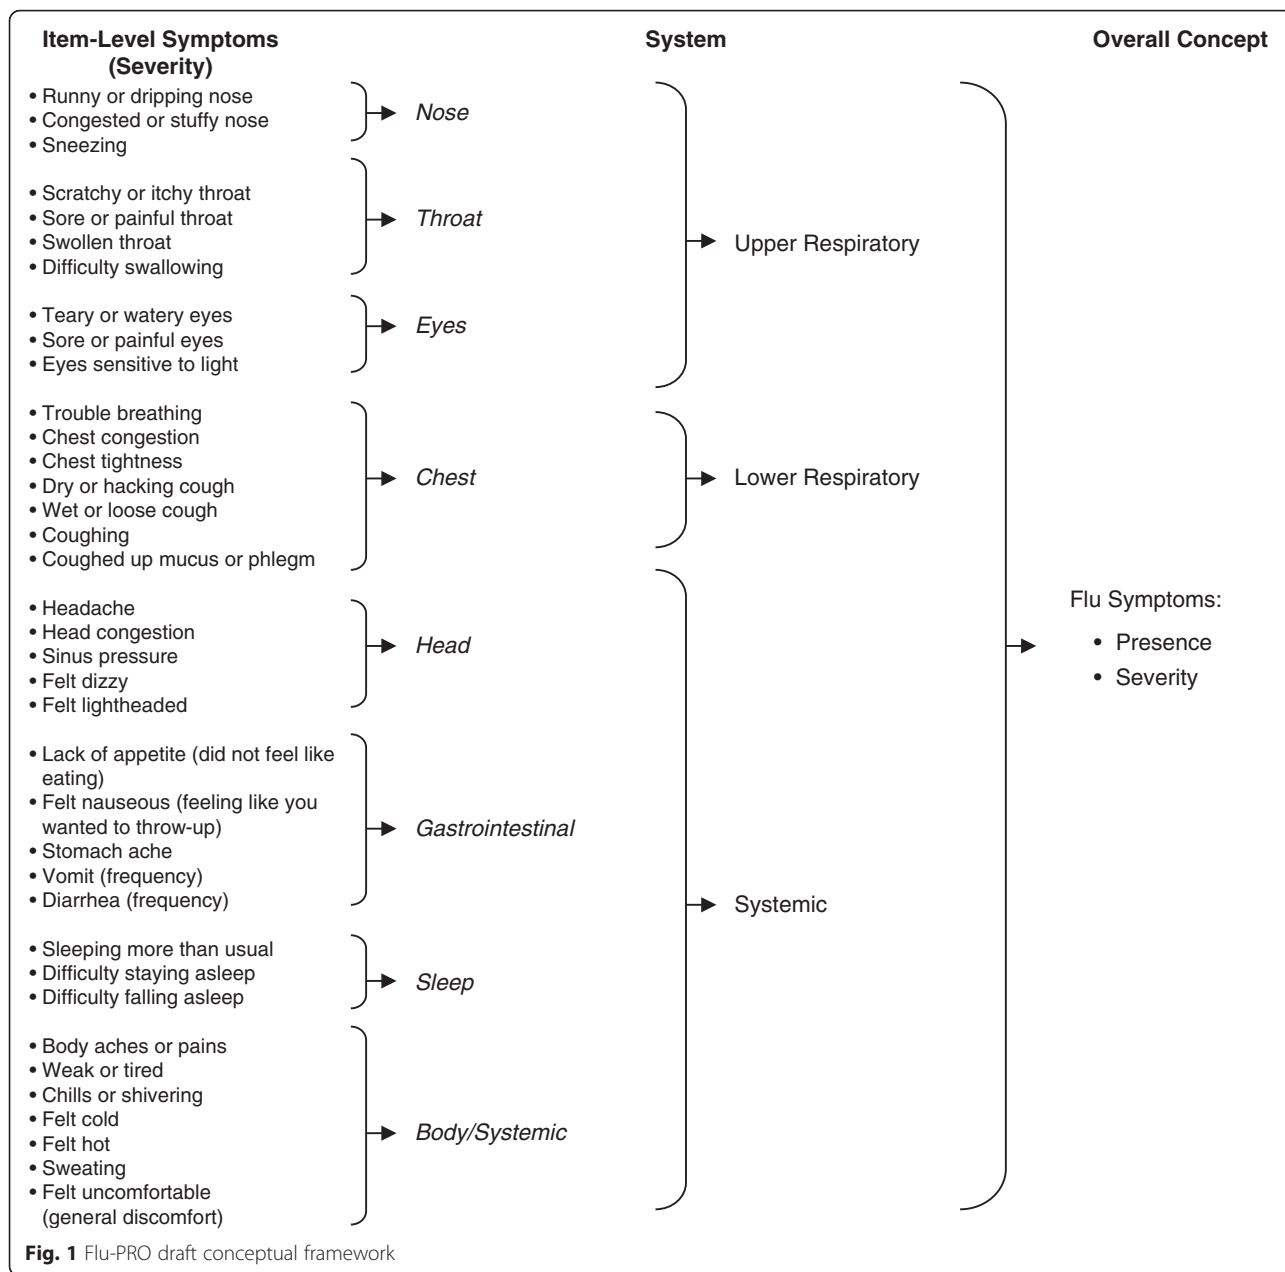 Item-Level Symptoms
(Severity)
System
Overall Concept
• Runny or dripping nose
• Congested or stuffy nose
• Sneezing
Nose
• Scratchy or itchy throat
• Sore or painful throat
• Swollen throat
• Difficulty swallowing
Throat
• Teary or watery eyes
• Sore or painful eyes
• Eyes sensitive to light
Eyes
Upper Respiratory
• Trouble breathing
• Chest congestion
• Chest tightness
• Dry or hacking cough
• Wet or loose cough
• Coughing
• Coughed up mucus or phlegm
Chest
Lower Respiratory
• Headache
• Head congestion
• Sinus pressure
• Felt dizzy
• Felt lightheaded
Head
• Lack of appetite (did not feel like
eating)
• Felt nauseous (feeling like you
wanted to throw-up)
• Stomach ache
• Vomit (frequency)
• Diarrhea (frequency)
Gastrointestinal
• Sleeping more than usual
• Difficulty staying asleep
• Difficulty falling asleep
Sleep
• Body aches or pains
• Weak or tired
• Chills or shivering
• Felt cold
• Felt hot
• Sweating
• Felt uncomfortable
(general discomfort)
Body/Systemic
Systemic
Flu Symptoms:
• Presence
• Severity
Fig. 1 Flu-PRO draft conceptual framework